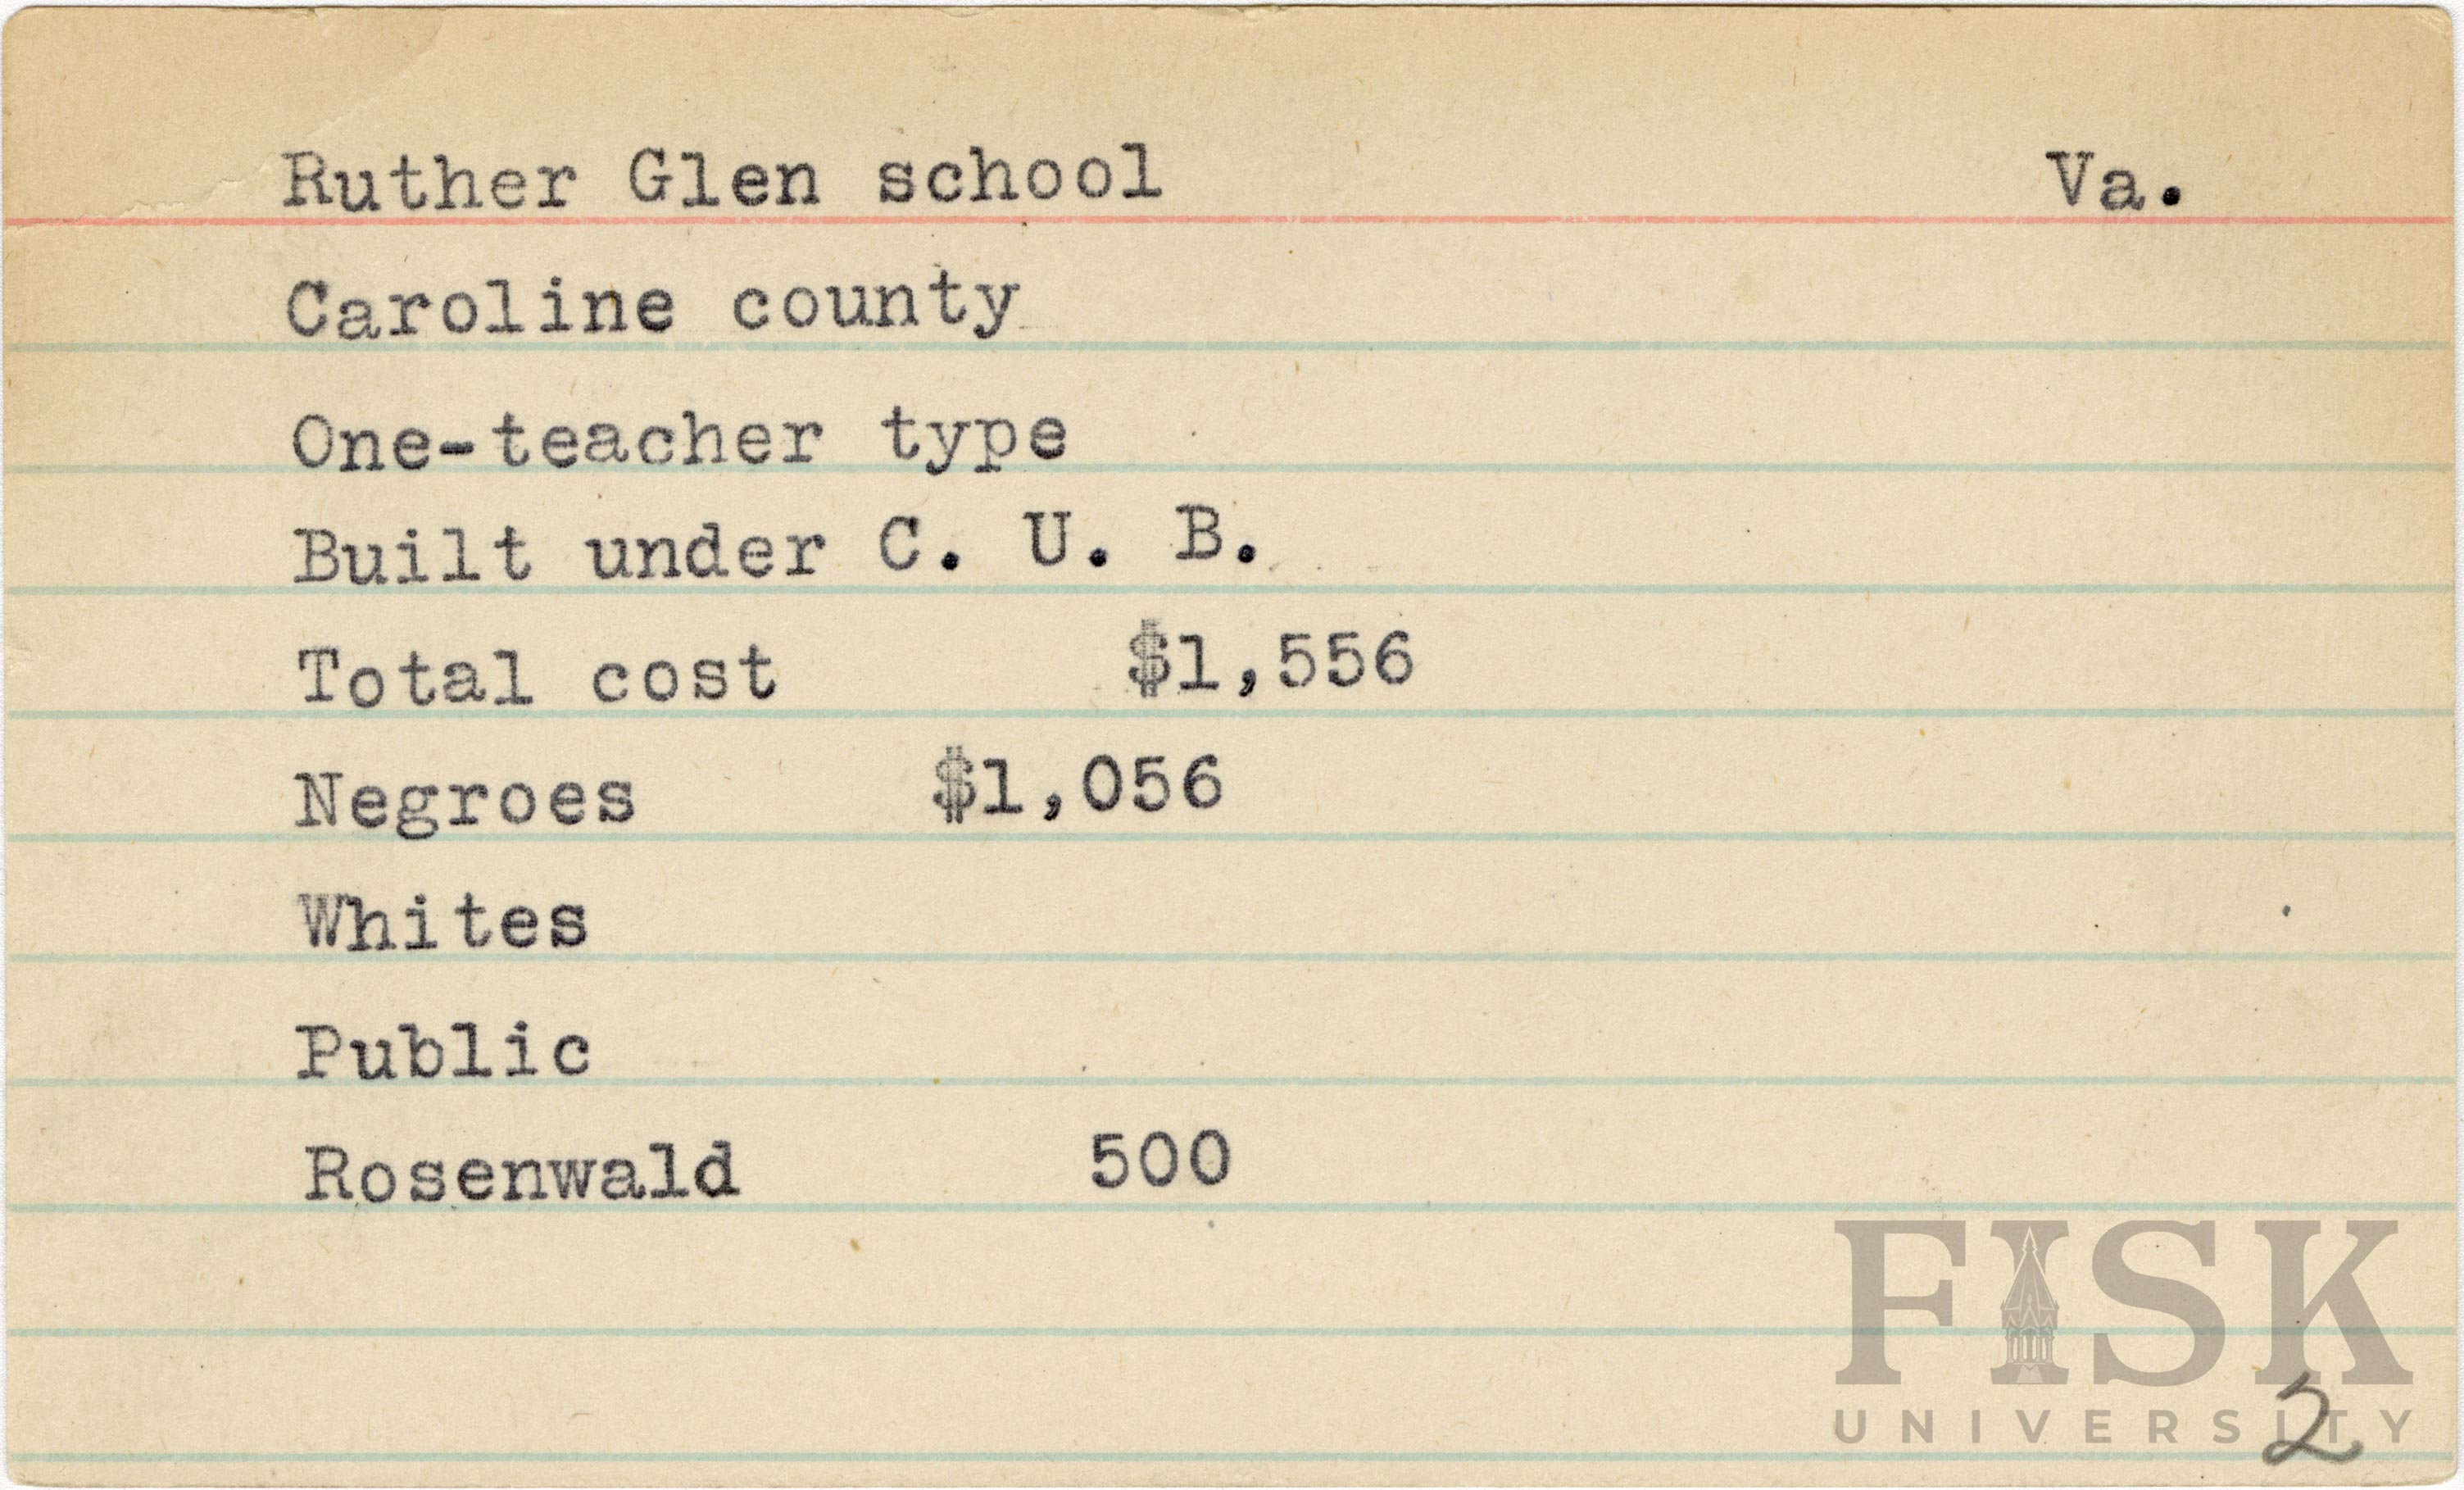 Ruther Glen school Va.
Caroline county
One-teacher type
Built under C. U. B.
Total cost $1,556
Negroes $1,056
Whites
Public
Rosenwald 500
FISK
UNIVERSITY
2